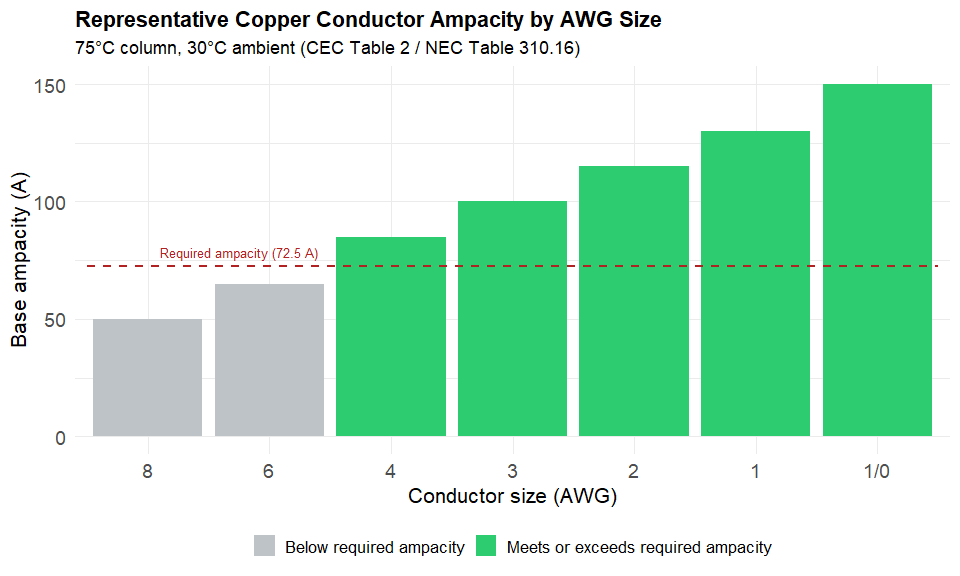 Representative Copper Conductor Ampacity by AWG Size
75°C column, 30°C ambient (CEC Table 2 / NEC Table 310.16)
Base ampacity (A)
150
100
50
0
Required ampacity (72.5 A)
8 6 4 3 2 1 1/0
Conductor size (AWG)
Below required ampacity Meets or exceeds required ampacity